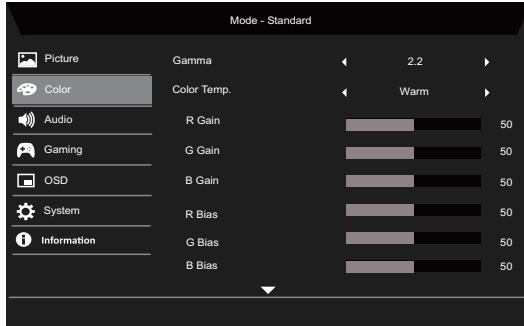 Mode - Standard
Picture
Gamma 2.2
Color
Color Temp. Warm
Audio
R Gain 50
Gaming
G Gain 50
OSD
B Gain 50
System
R Bias 50
Information
G Bias 50
B Bias 50